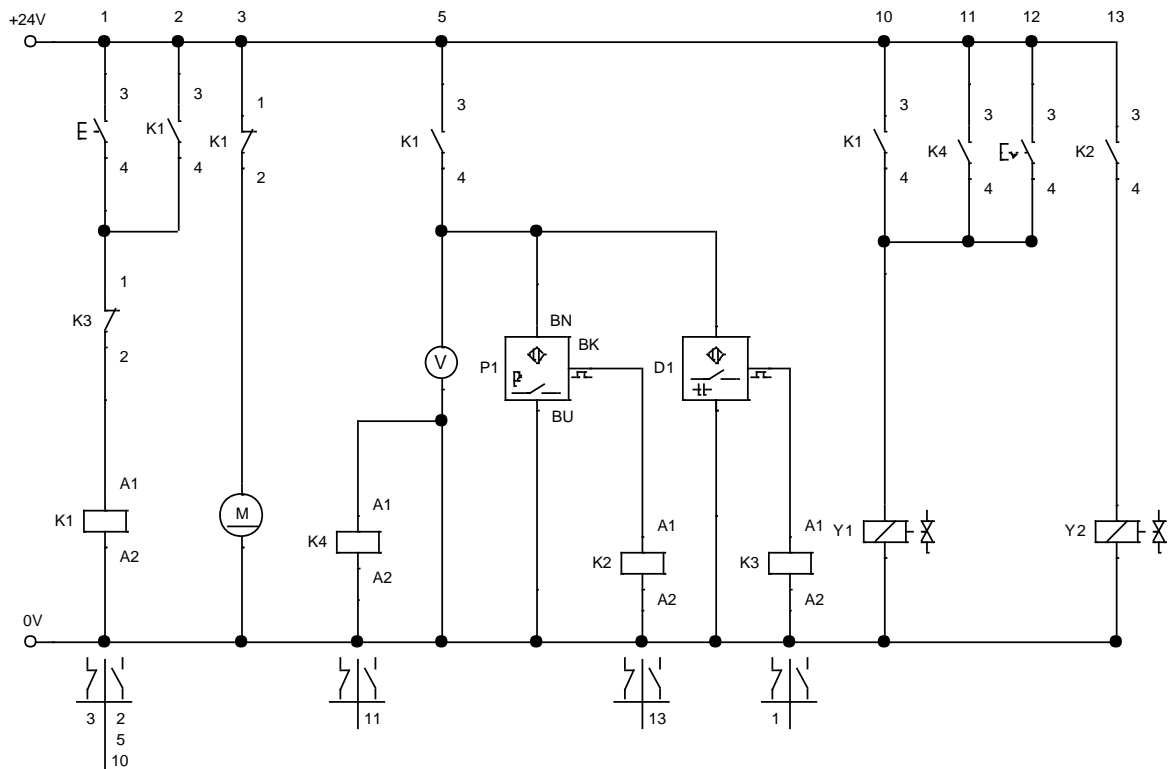 1 2 3 5 10 11 12 13
+24V
3 3 1 3 3 3 3 3
K1 K1 K1 K1 K4 K2
4 4 2 4 4 4 4 4
1
K3
2
BN
BK
P1 D1
V
BU
A1 A1 A1 A1
K1 M K4 K2 K3 Y1 Y2
A2 A2 A2 A2
0V
3 2 11 13 1
5
10